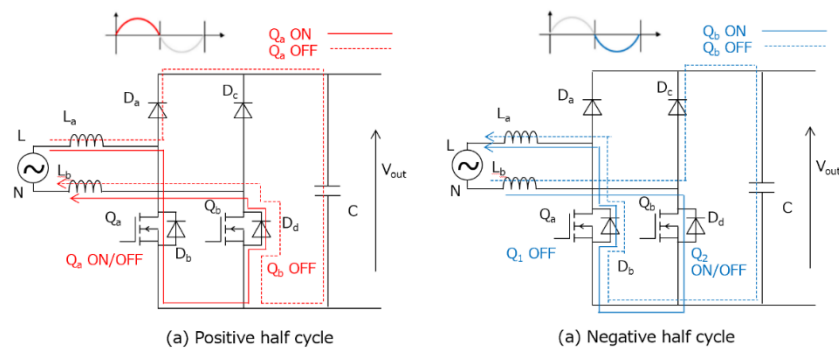 Qa ON
Qa OFF
Da
Dc
La
L
N
Lb
Vout
C
Qa
Qb
Dd
Db
Qa ON/OFF
Qb OFF
(a) Positive half cycle
Qb ON
Qb OFF
Da
Dc
La
L
N
Lb
Vout
C
Qa
Qb
Dd
Db
Q1 OFF
Q2
ON/OFF
(a) Negative half cycle